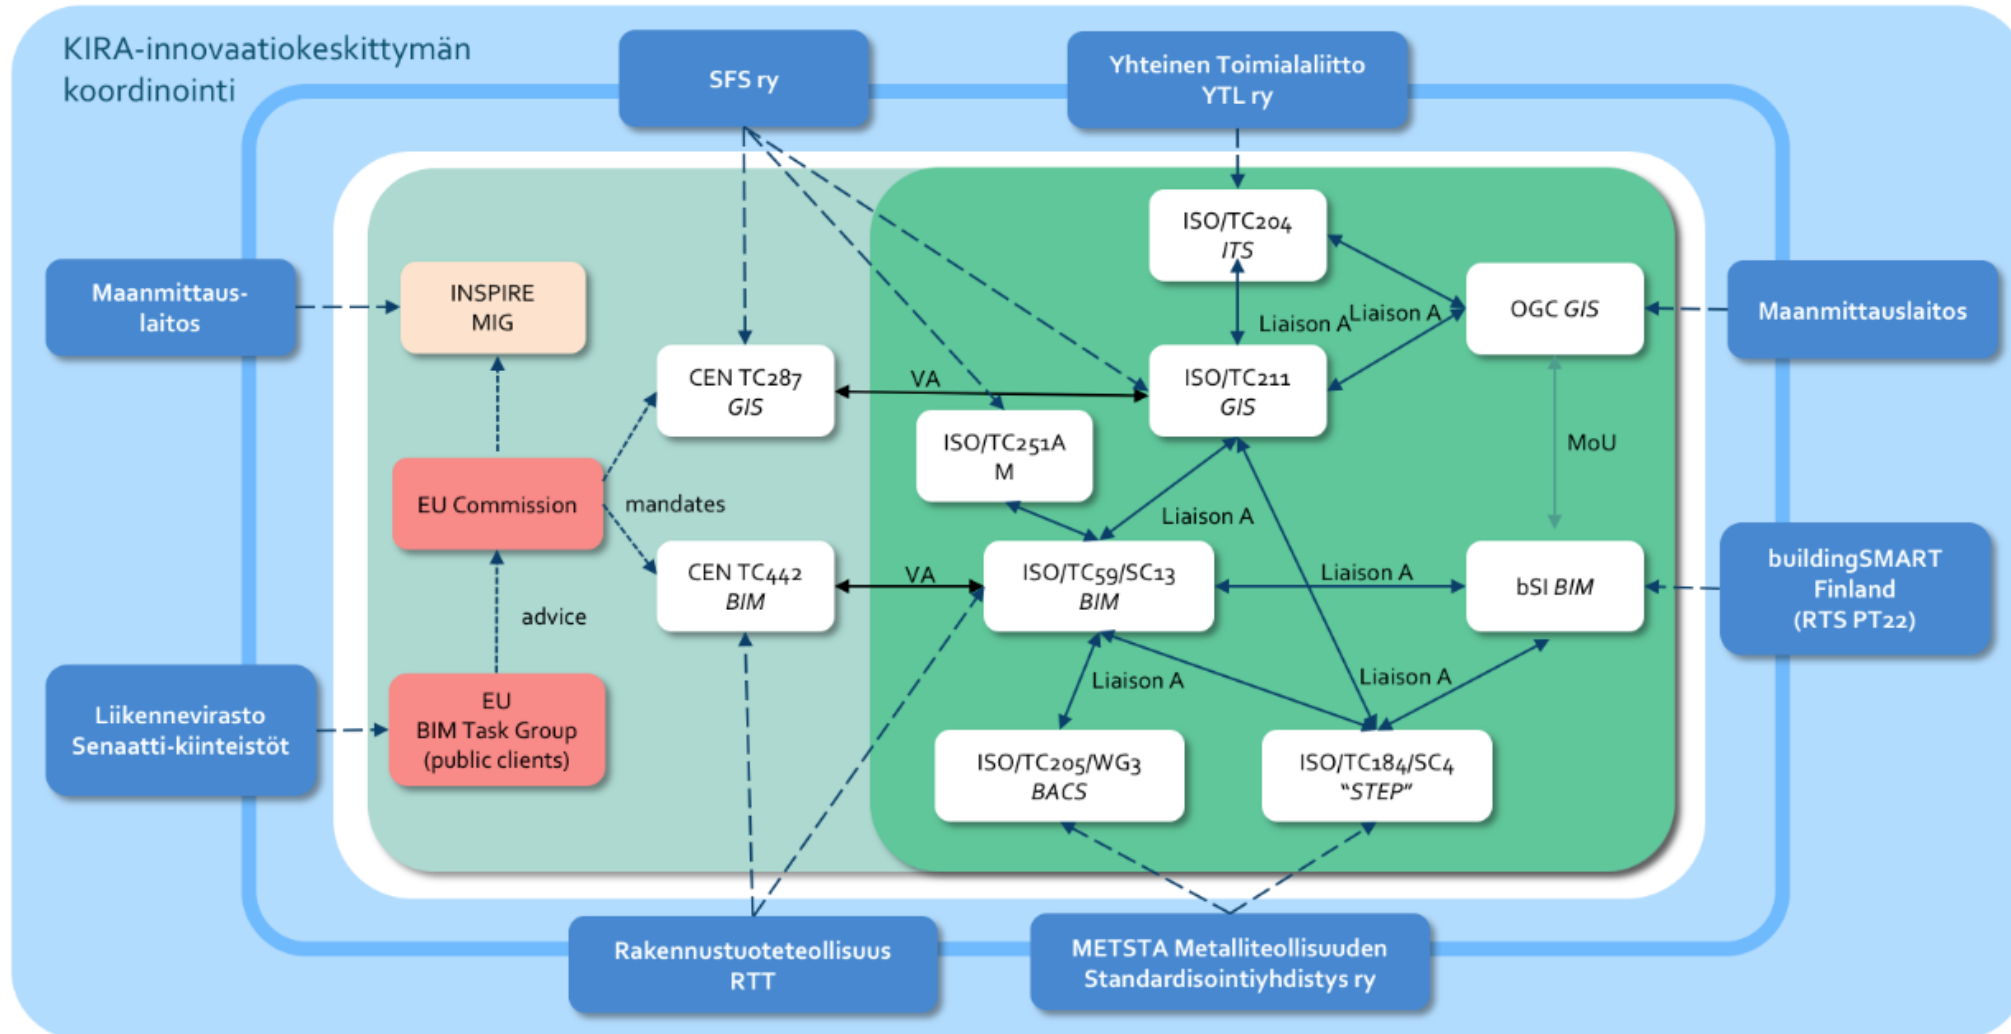 KIRA-innovaatiokeskittymän
koordinointi
SFS ry
Yhteinen Toimialaliitto
YTL ry
ISO/TC204
ITS
Maanmittaus-
laitos
INSPIRE
MIG
OGC GIS
Maanmittauslaitos
Liaison A
Liaison A
CEN TC287
GIS
VA
ISO/TC211
GIS
ISO/TC251A
M
MoU
EU Commission
mandates
Liaison A
CEN TC442
BIM
VA
ISO/TC59/SC13
BIM
Liaison A
bSI BIM
buildingSMART
Finland
(RTS PT22)
advice
Liaison A
Liaison A
Liikennevirasto
Senaatti-kiinteistöt
EU
BIM Task Group
(public clients)
ISO/TC205/WG3
BACS
ISO/TC184/SC4
“STEP”
Rakennustuoteteollisuus
RTT
METSTA Metalliteollisuuden
Standardisointiyhdistys ry